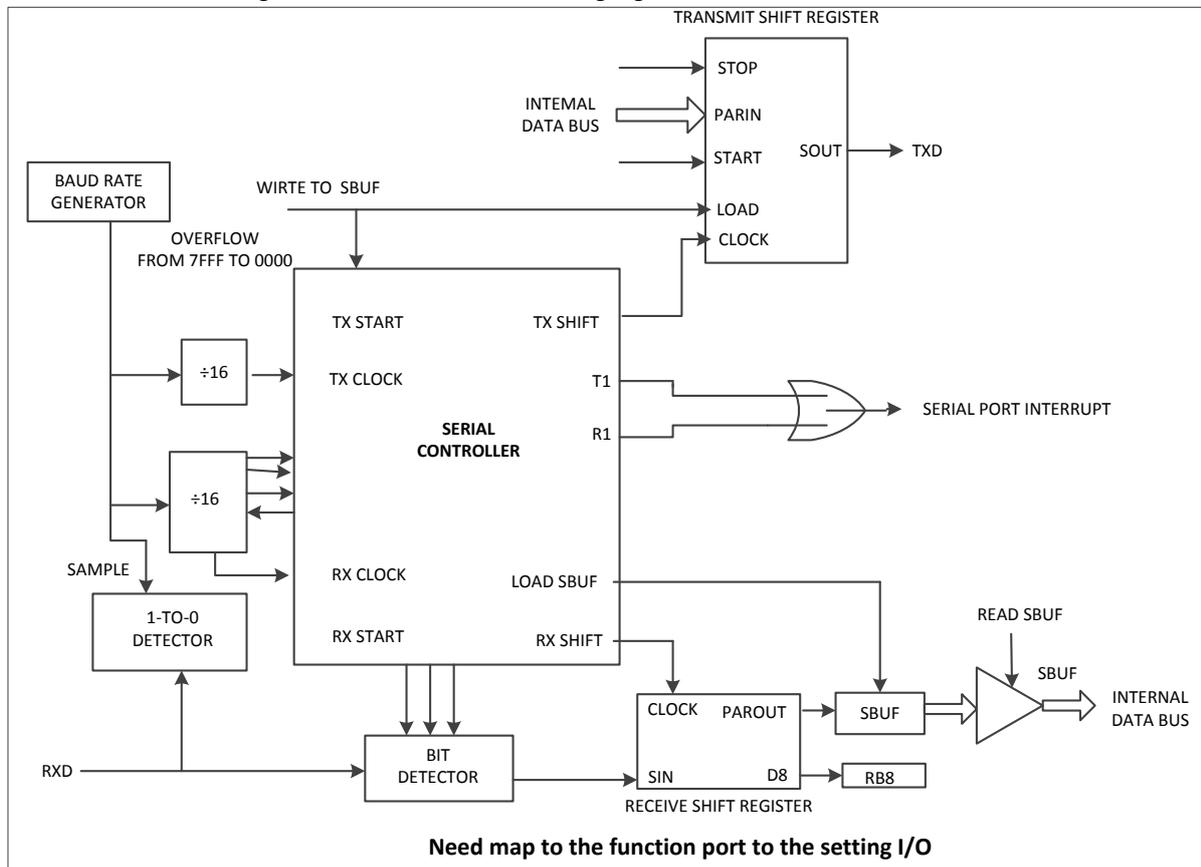 TRANSMIT SHIFT REGISTER
STOP
INTEMAL
DATA BUS
PARIN
START
SOUT
TXD
BAUD RATE
GENERATOR
WIRTE TO SBUF
LOAD
CLOCK
OVERFLOW
FROM 7FFF TO 0000
TX START
TX SHIFT
÷16
TX CLOCK
T1
SERIAL PORT INTERRUPT
R1
SERIAL
CONTROLLER
÷16
SAMPLE
RX CLOCK
LOAD SBUF
1-TO-0
DETECTOR
RX START
RX SHIFT
READ SBUF
SBUF
CLOCK
PAROUT
SBUF
INTERNAL
DATA BUS
RXD
BIT
DETECTOR
SIN
D8
RB8
RECEIVE SHIFT REGISTER
Need map to the function port to the setting I/O